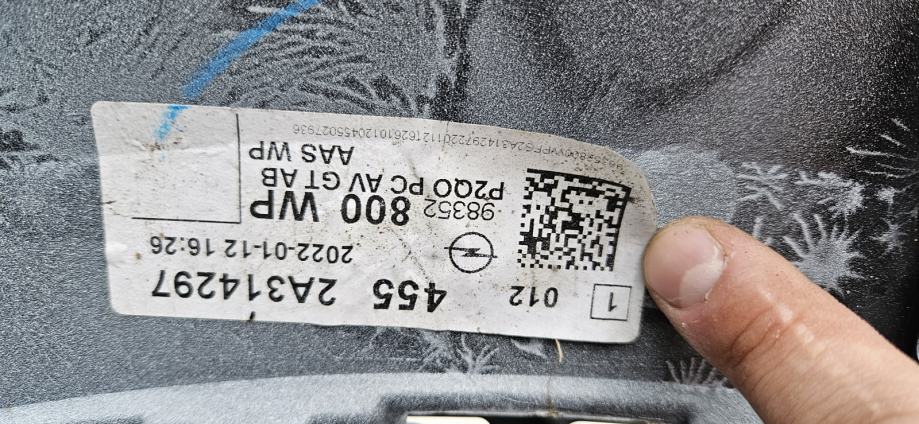 1 012 455 2A314297
2022-01-12 16:26
98352 800 WP
P2QO PC AV GT AB
AAS WP